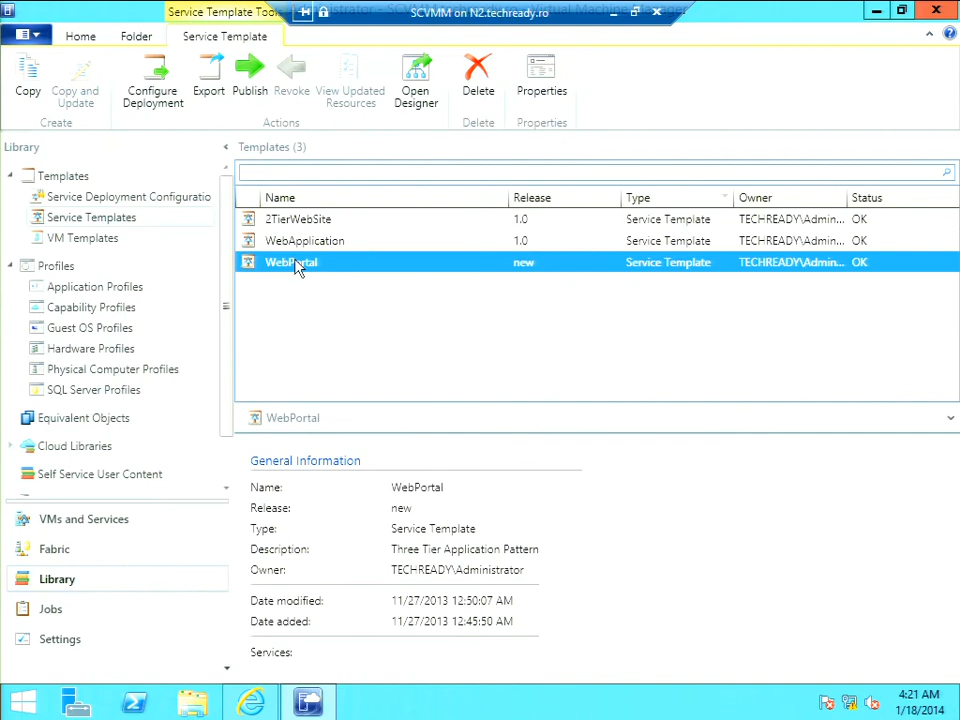 Service Template Tools
SCVMM on N2.techready.ro
Home
Folder
Service Template
Copy
Copy and Update
Configure Deployment
Export
Publish
Revoke
View Updated Resources
Open Designer
Delete
Properties
Create
Actions
Delete
Properties
Library
Templates (3)
Templates
Service Deployment Configuratio
Service Templates
VM Templates
Profiles
Application Profiles
Capability Profiles
Guest OS Profiles
Hardware Profiles
Physical Computer Profiles
SQL Server Profiles
Equivalent Objects
Cloud Libraries
Self Service User Content
VMs and Services
Fabric
Library
Jobs
Settings
Name Release Type Owner Status
2TierWebSite 1.0 Service Template TECHREADY\Admin... OK
WebApplication 1.0 Service Template TECHREADY\Admin... OK
WebPortal new Service Template TECHREADY\Admin... OK
WebPortal
General Information
Name: WebPortal
Release: new
Type: Service Template
Description: Three Tier Application Pattern
Owner: TECHREADY\Administrator
Date modified: 11/27/2013 12:50:07 AM
Date added: 11/27/2013 12:45:50 AM
Services:
4:21 AM
1/18/2014